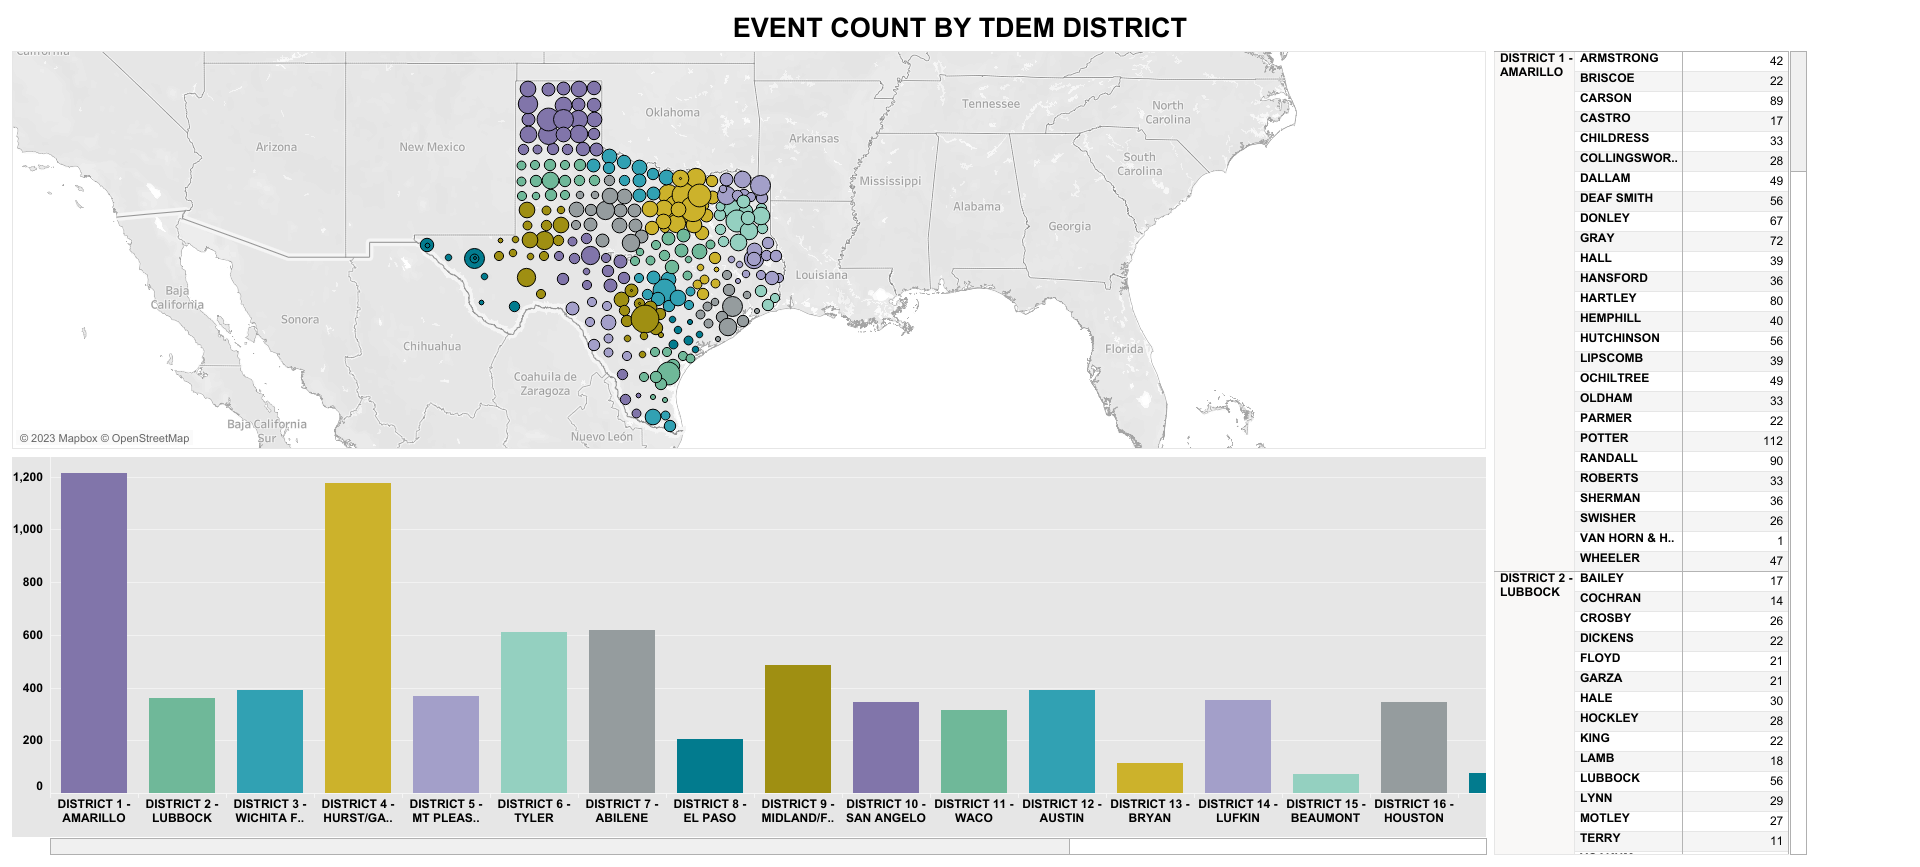 EVENT COUNT BY TDEM DISTRICT
California
Arizona
New Mexico
Oklahoma
Arkansas
Tennessee
North
Carolina
South
Carolina
Mississippi
Alabama
Georgia
Louisiana
Florida
Baja
California
Sonora
Chihuahua
Coahuila de
Zaragoza
Baja California
Sur
Nuevo León
© 2023 Mapbox © OpenStreetMap
1,200
1,000
800
600
400
200
0
DISTRICT 1 -
AMARILLO
DISTRICT 2 -
LUBBOCK
DISTRICT 3 -
WICHITA F..
DISTRICT 4 -
HURST/GA..
DISTRICT 5 -
MT PLEAS..
DISTRICT 6 -
TYLER
DISTRICT 7 -
ABILENE
DISTRICT 8 -
EL PASO
DISTRICT 9 -
MIDLAND/F..
DISTRICT 10 -
SAN ANGELO
DISTRICT 11 -
WACO
DISTRICT 12 -
AUSTIN
DISTRICT 13 -
BRYAN
DISTRICT 14 -
LUFKIN
DISTRICT 15 -
BEAUMONT
DISTRICT 16 -
HOUSTON
DISTRICT 1 -
AMARILLO
ARMSTRONG 42
BRISCOE 22
CARSON 89
CASTRO 17
CHILDRESS 33
COLLINGSWOR.. 28
DALLAM 49
DEAF SMITH 56
DONLEY 67
GRAY 72
HALL 39
HANSFORD 36
HARTLEY 80
HEMPHILL 40
HUTCHINSON 56
LIPSCOMB 39
OCHILTREE 49
OLDHAM 33
PARMER 22
POTTER 112
RANDALL 90
ROBERTS 33
SHERMAN 36
SWISHER 26
VAN HORN & H.. 1
WHEELER 47
DISTRICT 2 -
LUBBOCK
BAILEY 17
COCHRAN 14
CROSBY 26
DICKENS 22
FLOYD 21
GARZA 21
HALE 30
HOCKLEY 28
KING 22
LAMB 18
LUBBOCK 56
LYNN 29
MOTLEY 27
TERRY 11